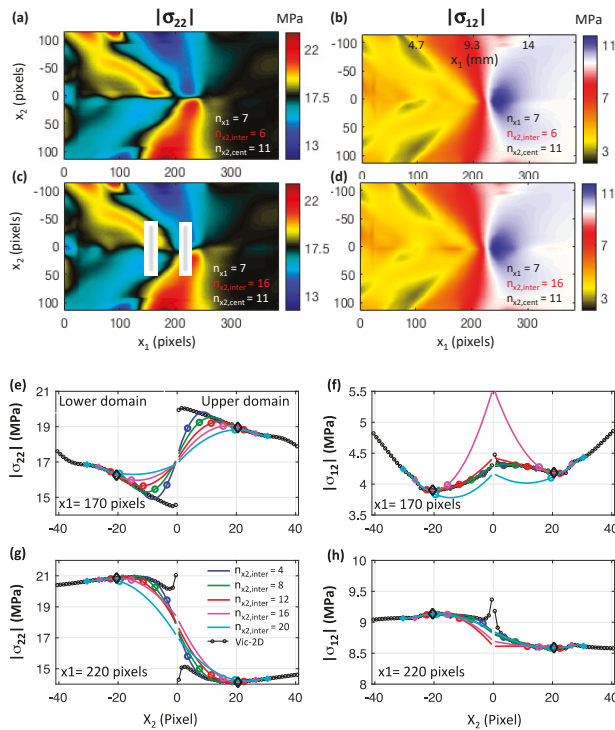 |σ22| MPa |σ12| MPa
(a) (b)
x2 (pixels)
-100
-50
0
50
100
nx1 = 7
nx2,inter = 6
nx2,cent = 11
22
17.5
13
4.7 9.3 14
x1 (mm)
-100
-50
0
50
100
nx1 = 7
nx2,inter = 6
nx2,cent = 11
0 100 200 300
11
7
3
(c) (d)
x2 (pixels)
-100
-50
0
50
100
nx1 = 7
nx2,inter = 16
nx2,cent = 11
22
17.5
13
0 100 200 300
x1 (pixels)
-100
-50
0
50
100
nx1 = 7
nx2,inter = 16
nx2,cent = 11
11
7
3
0 100 200 300
x1 (pixels)
(e) (f)
|σ22| (MPa)
21
19
17
15
Lower domain Upper domain
x1= 170 pixels
-40 -20 0 20 40
|σ12| (MPa)
5.5
5
4.5
4
3.5
x1= 170 pixels
-40 -20 0 20 40
(g) (h)
|σ22| (MPa)
21
19
17
15
nx2,inter = 4
nx2,inter = 8
nx2,inter = 12
nx2,inter = 16
nx2,inter = 20
Vic-2D
x1= 220 pixels
-40 -20 0 20 40
X2 (Pixel)
|σ12| (MPa)
10
9.5
9
8.5
8
x1= 220 pixels
-40 -20 0 20 40
X2 (Pixel)